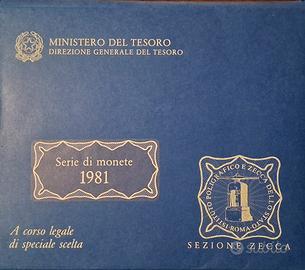 MINISTERO DEL TESORO
DIREZIONE GENERALE DEL TESORO
Serie di monete
1981
ISTITUTO POLIGRAFICO E ZECCA DELLO STATO
ROMA
A corso legale
di speciale scelta
SEZIONE ZECCA
subito